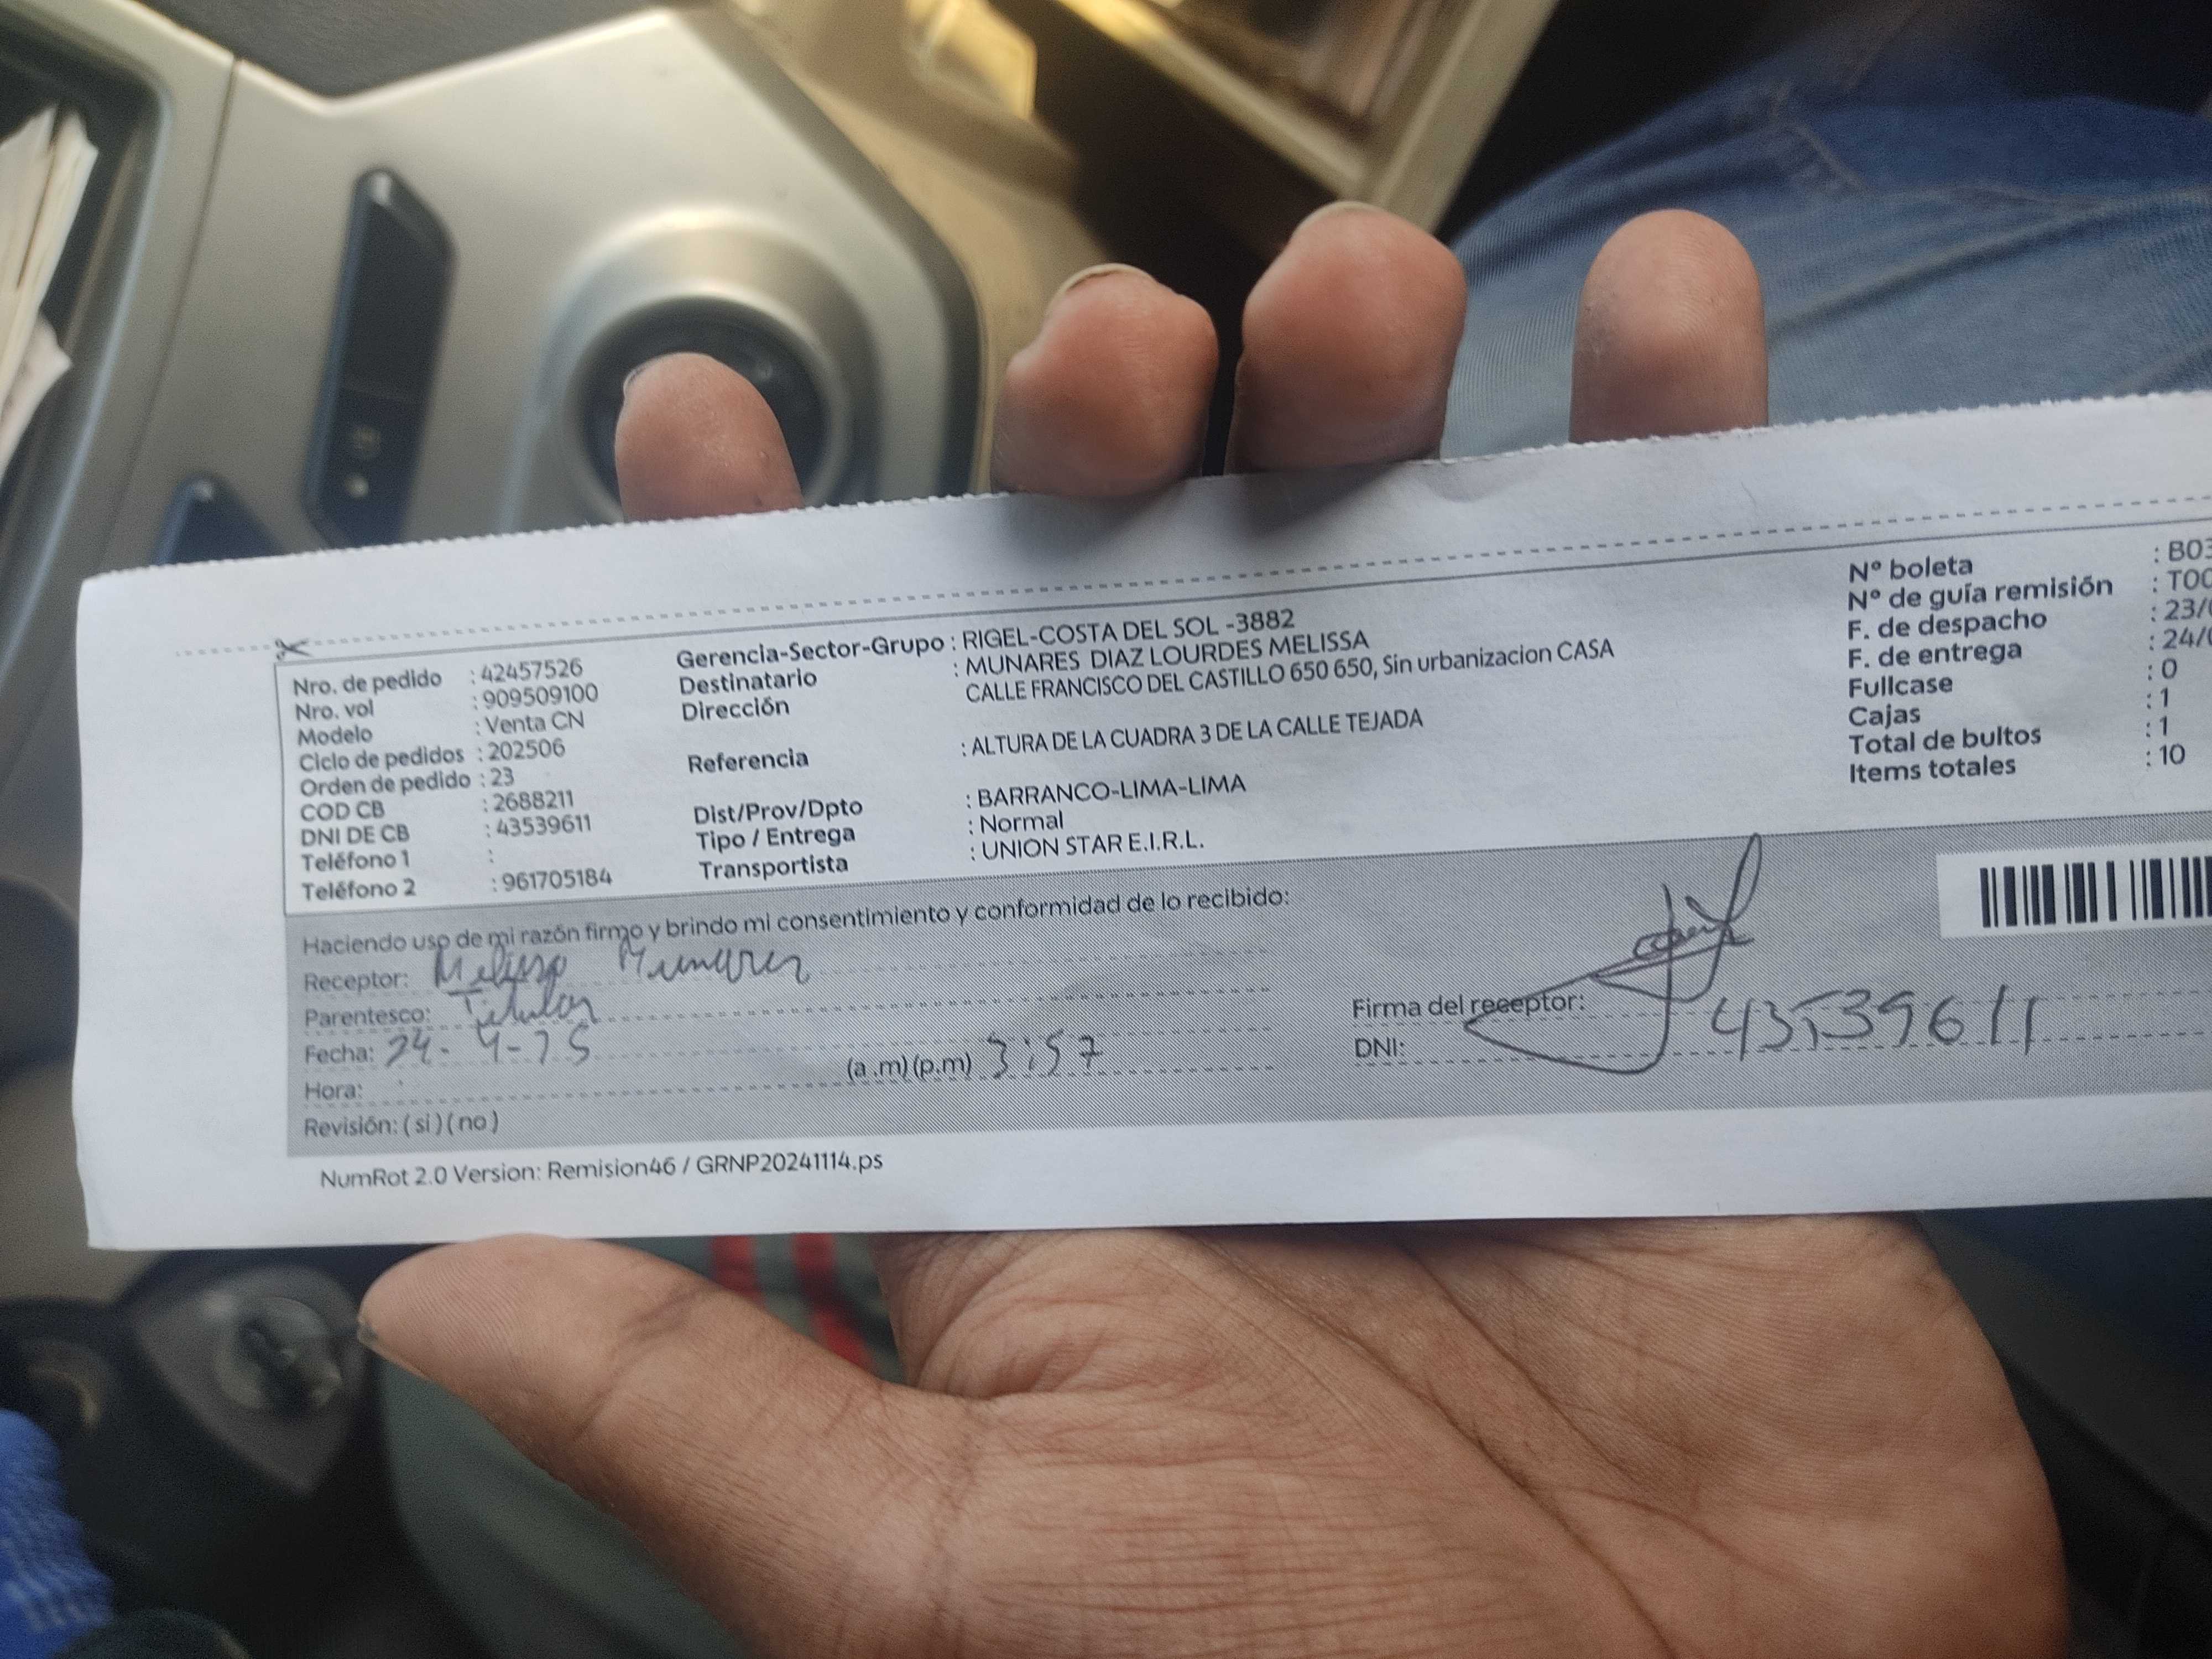 Nro. de pedido : 42457526
Nro. vol : 909509100
Modelo : Venta CN
Ciclo de pedidos : 202506
Orden de pedido : 23
COD CB : 2688211
DNI DE CB : 43539611
Teléfono 1 :
Teléfono 2 : 961705184
Gerencia-Sector-Grupo : RIGEL-COSTA DEL SOL -3882
Destinatario : MUNARES DIAZ LOURDES MELISSA
Dirección CALLE FRANCISCO DEL CASTILLO 650 650, Sin urbanizacion CASA
Referencia : ALTURA DE LA CUADRA 3 DE LA CALLE TEJADA
Dist/Prov/Dpto : BARRANCO-LIMA-LIMA
Tipo / Entrega : Normal
Transportista : UNION STAR E.I.R.L.
Nº boleta : B03
Nº de guía remisión : T00
F. de despacho : 23/
F. de entrega : 24/
Fullcase : 0
Cajas : 1
Total de bultos : 1
Items totales : 10
Haciendo uso de mi razón firmo y brindo mi consentimiento y conformidad de lo recibido:
Receptor: Melissa Munares
Parentesco: Titular
Fecha: 24-4-25
Hora: (a .m) (p.m) 3:57
Revisión: ( si ) ( no )
Firma del receptor:
DNI: 43539611
NumRot 2.0 Version: Remision46 / GRNP20241114.ps